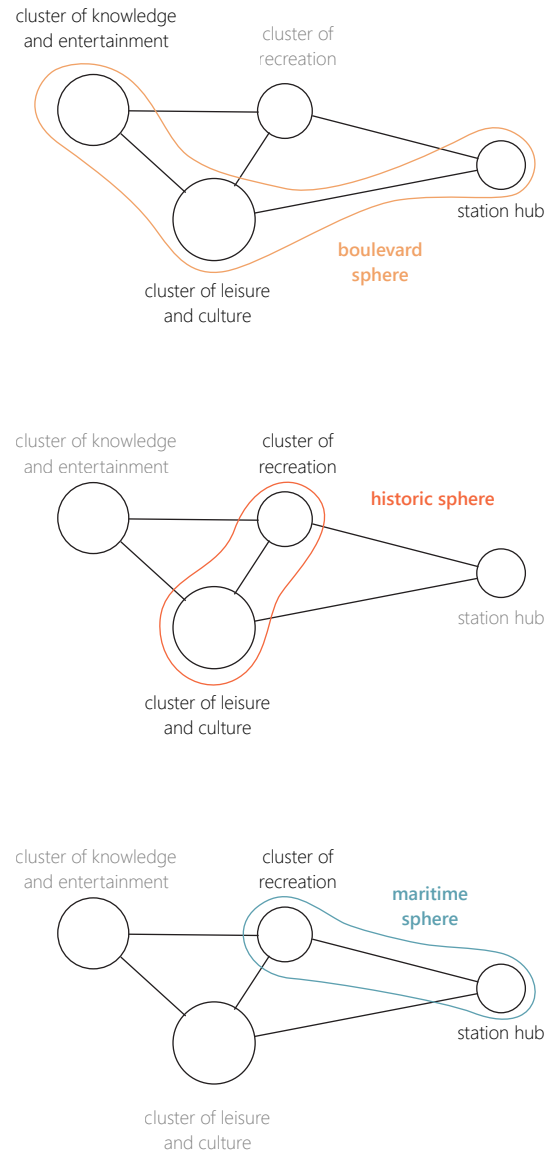 cluster of knowledge
and entertainment
cluster of
recreation
station hub
boulevard
sphere
cluster of leisure
and culture
cluster of knowledge
and entertainment
cluster of
recreation
historic sphere
station hub
cluster of leisure
and culture
cluster of knowledge
and entertainment
cluster of
recreation
maritime
sphere
station hub
cluster of leisure
and culture